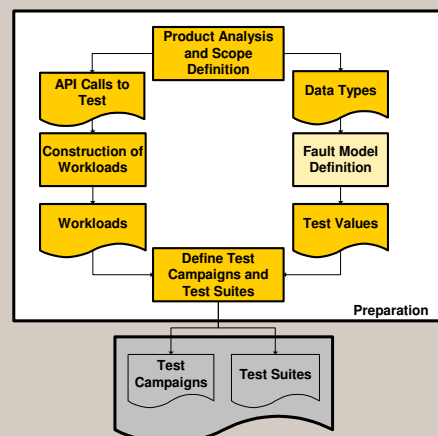 Product Analysis
and Scope
Definition
API Calls to
Test
Data Types
Construction of
Workloads
Fault Model
Definition
Workloads
Test Values
Define Test
Campaigns and
Test Suites
Preparation
Test
Campaigns
Test Suites